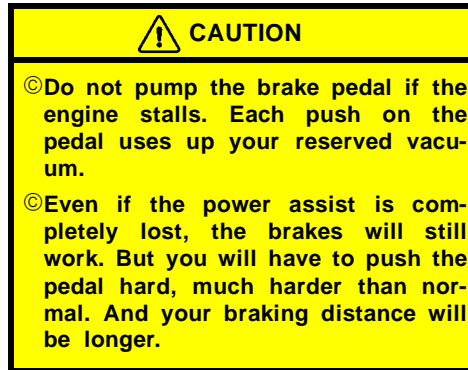 CAUTION
©Do not pump the brake pedal if the
engine stalls. Each push on the
pedal uses up your reserved vacu-
um.
©Even if the power assist is com-
pletely lost, the brakes will still
work. But you will have to push the
pedal hard, much harder than nor-
mal. And your braking distance will
be longer.